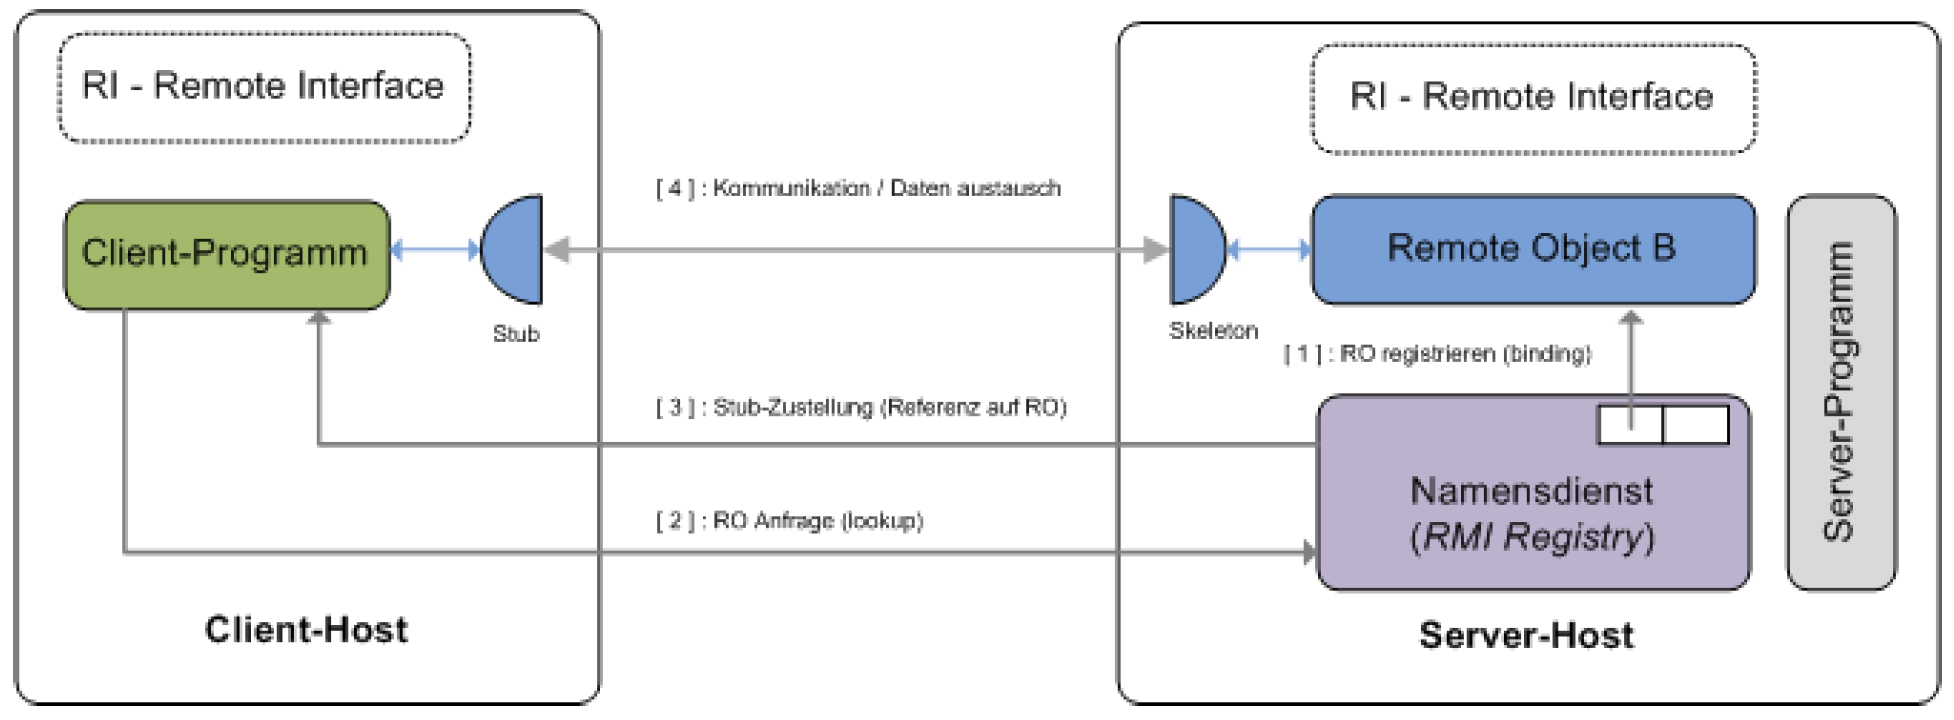 RI - Remote Interface
RI - Remote Interface
[ 4 ] : Kommunikation / Daten austausch
Client-Programm
Remote Object B
Stub
Skeleton
[ 1 ] : RO registrieren (binding)
Server-Programm
[ 3 ] : Stub-Zustellung (Referenz auf RO)
Namensdienst
(RMI Registry)
[ 2 ] : RO Anfrage (lookup)
Client-Host
Server-Host